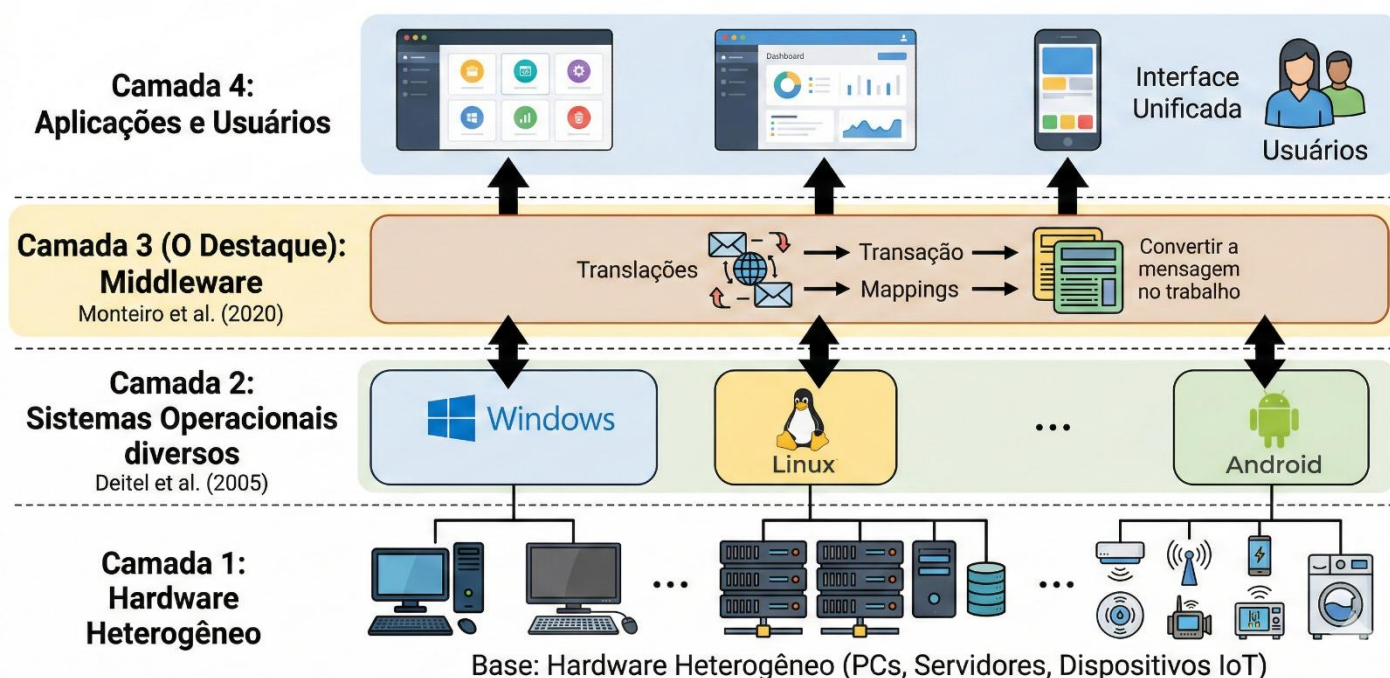 Camada 4:
Aplicações e Usuários
Dashboard
Interface
Unificada
Usuários
Camada 3 (O Destaque):
Middleware
Monteiro et al. (2020)
Translações
Transação
Mappings
Convertir a
mensagem
no trabalho
Camada 2:
Sistemas Operacionais
diversos
Deitel et al. (2005)
Windows
Linux
...
Android
Camada 1:
Hardware
Heterogêneo
...
...
Base: Hardware Heterogêneo (PCs, Servidores, Dispositivos IoT)